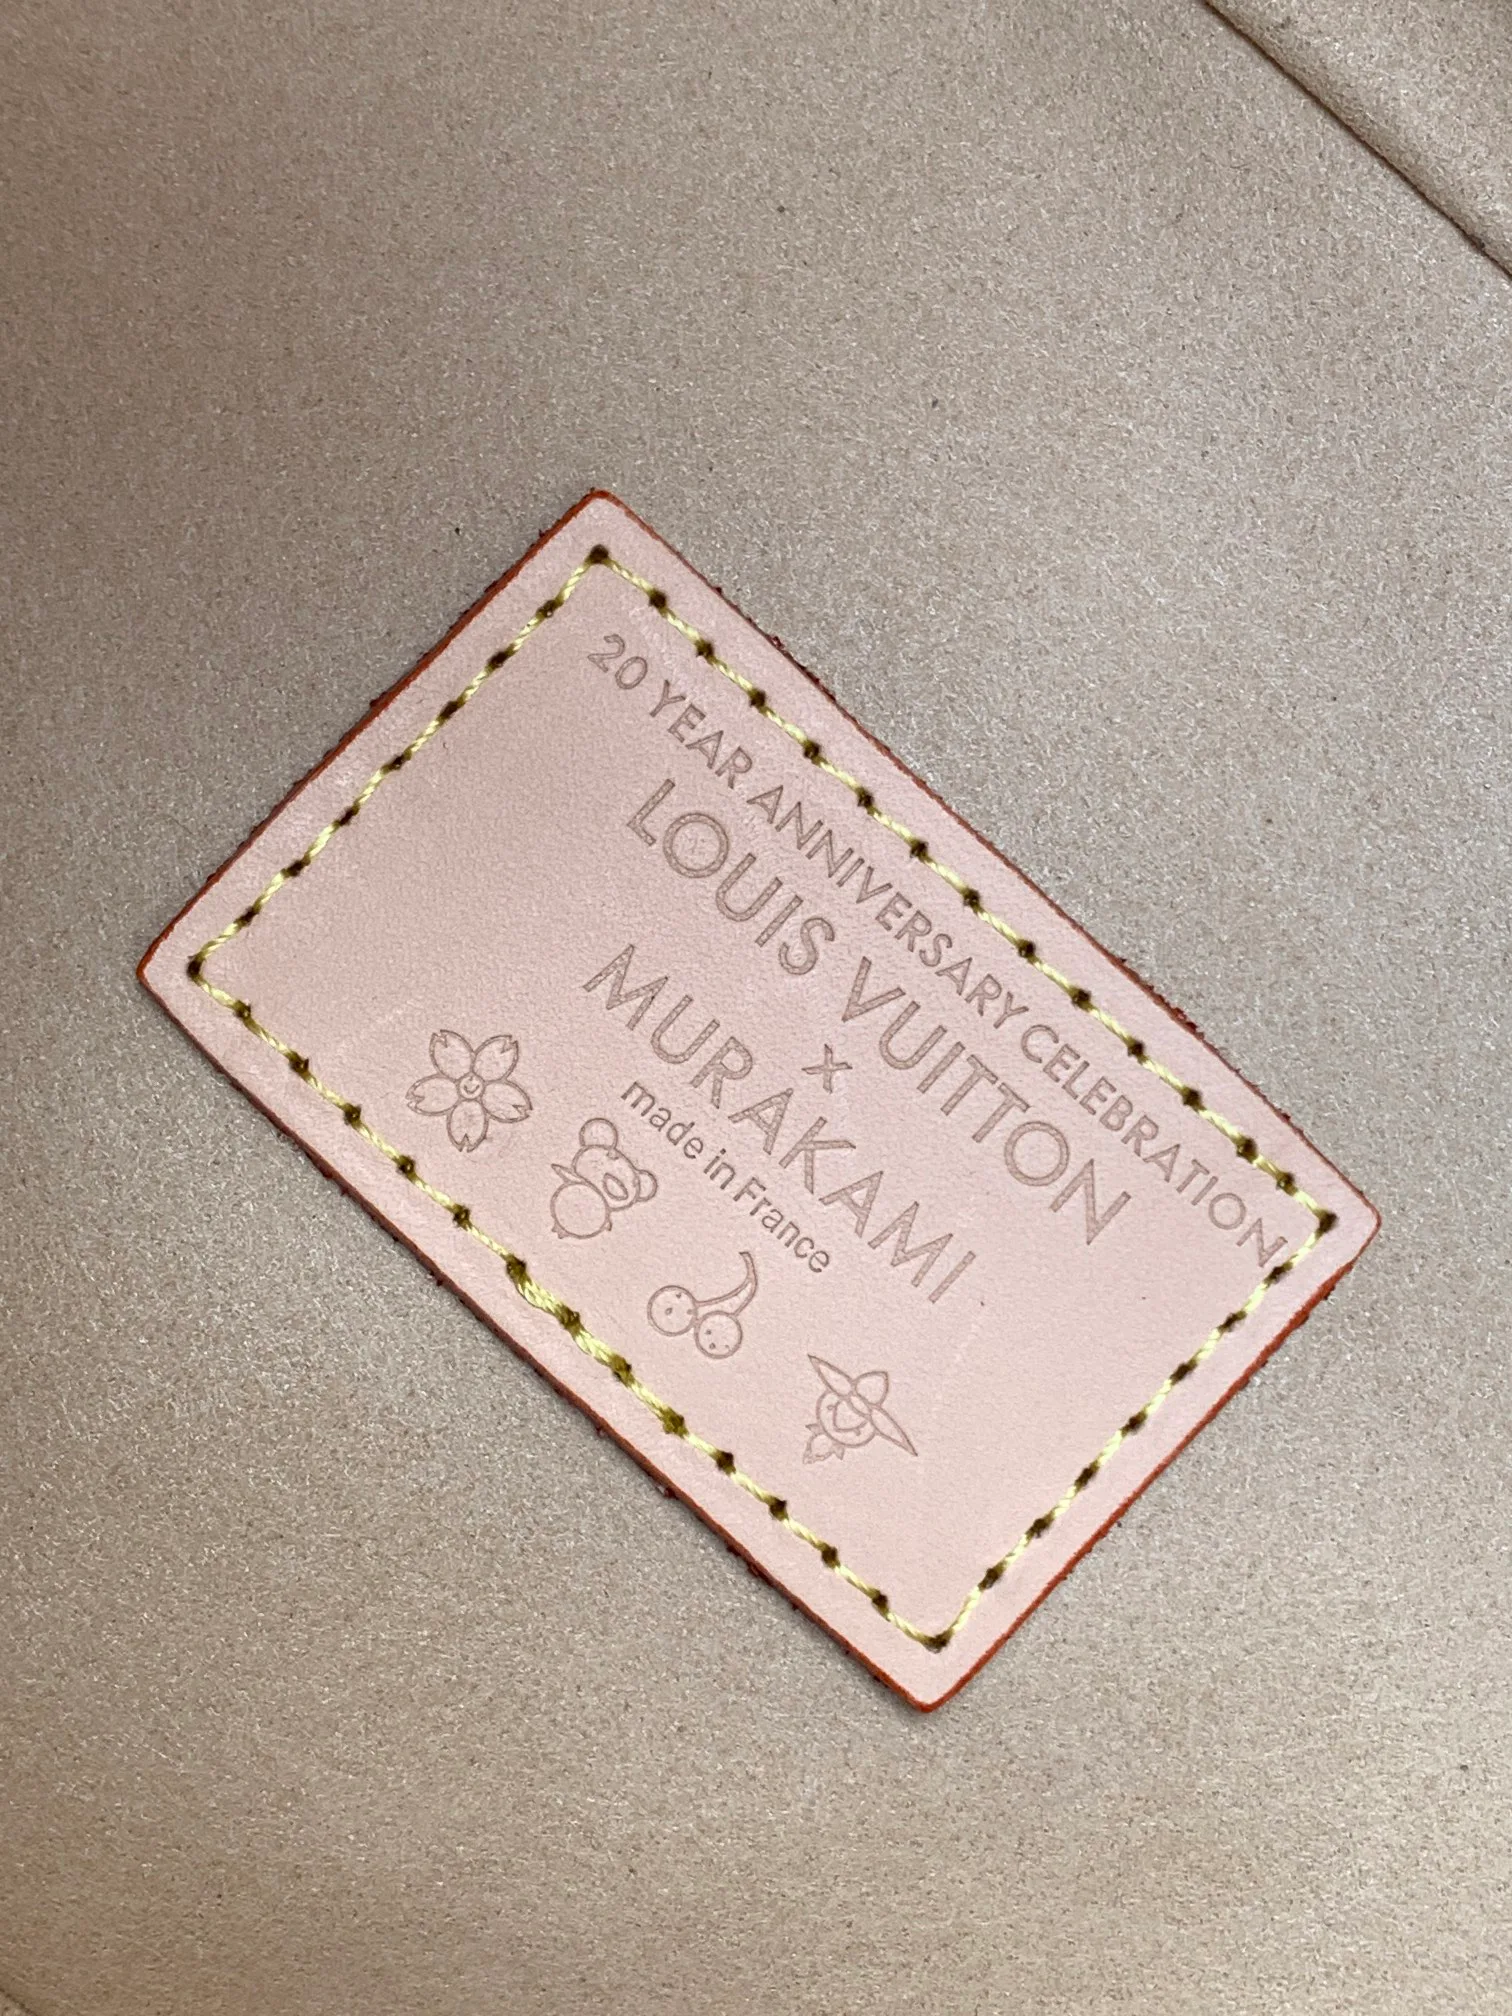 20 YEAR ANNIVERSARY CELEBRATION
LOUIS VUITTON
x
MURAKAMI
made in France